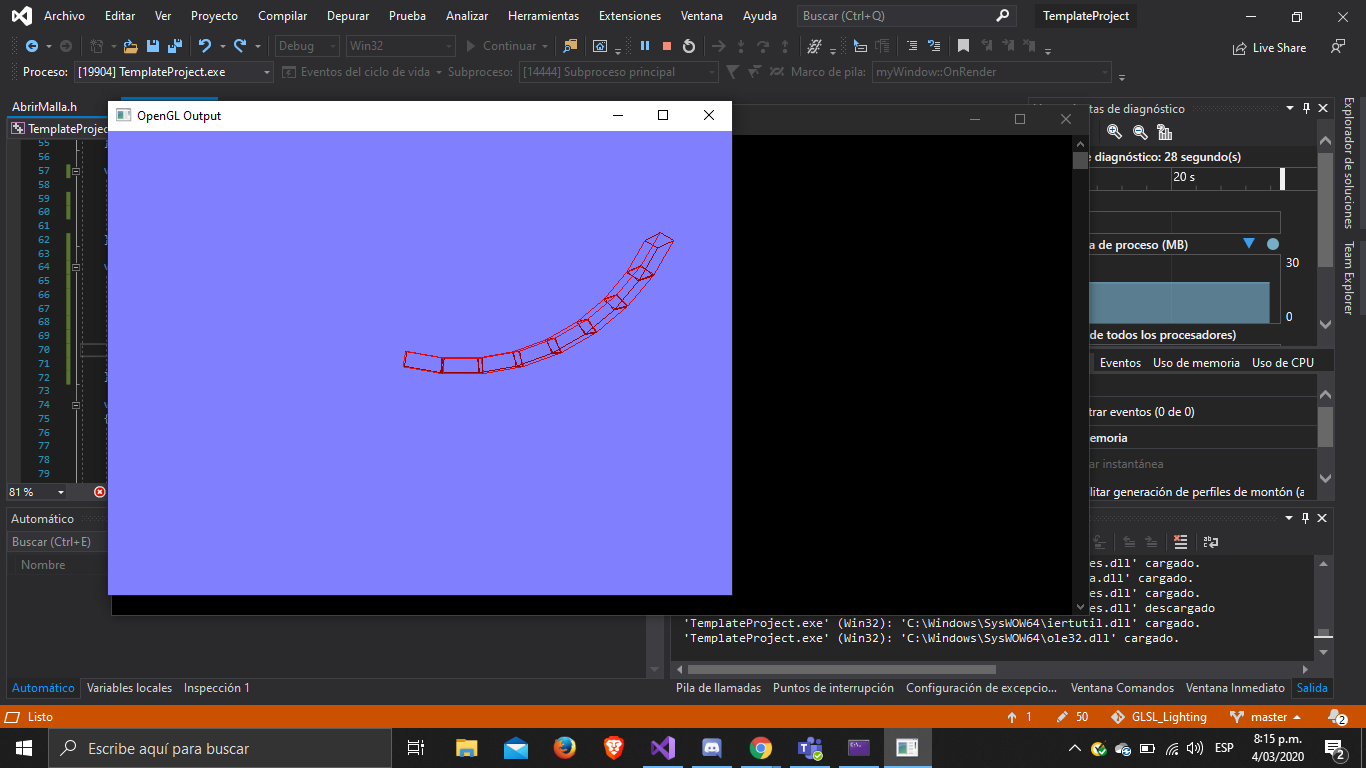 Archivo Editar Ver Proyecto Compilar Depurar Prueba Analizar Herramientas Extensiones Ventana Ayuda Buscar (Ctrl+Q) TemplateProject
Debug Win32 Continuar Live Share
Proceso: [19904] TemplateProject.exe Eventos del ciclo de vida Subproceso: [14444] Subproceso principal Marco de pila: myWindow::OnRender
AbrirMalla.h
OpenGL Output
tas de diagnóstico
TemplateProjec
e diagnóstico: 28 segundo(s)
20 s
a de proceso (MB)
30
0
de todos los procesadores)
Eventos Uso de memoria Uso de CPU
trar eventos (0 de 0)
emoria
ar instantánea
ilitar generación de perfiles de montón (a
55
56
57
58
59
60
61
62
63
64
65
66
67
68
69
70
71
72
73
74
75
76
77
78
79
81 %
Explorador de soluciones
Team Explorer
Automático
Buscar (Ctrl+E)
Nombre
es.dll' cargado.
a.dll' cargado.
es.dll' cargado.
es.dll' descargado
'TemplateProject.exe' (Win32): 'C:\Windows\SysWOW64\iertutil.dll' cargado.
'TemplateProject.exe' (Win32): 'C:\Windows\SysWOW64\ole32.dll' cargado.
Automático Variables locales Inspección 1
Pila de llamadas Puntos de interrupción Configuración de excepcio... Ventana Comandos Ventana Inmediato Salida
Listo 1 50 GLSL_Lighting master 2
Escribe aquí para buscar
ESP
8:15 p.m.
4/03/2020
2